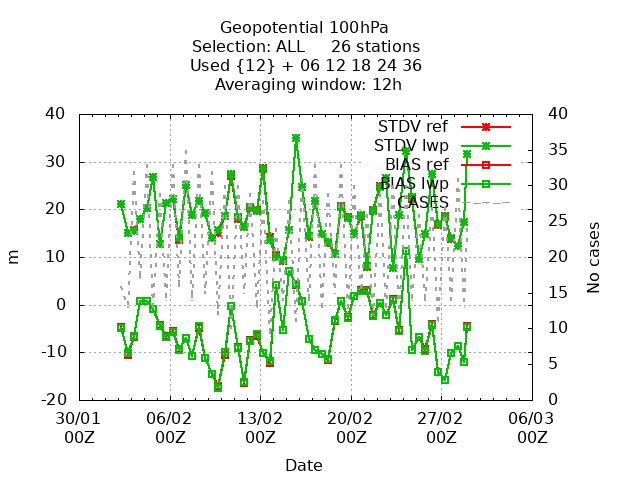 Geopotential 100hPa
Selection: ALL 26 stations
Used {12} + 06 12 18 24 36
Averaging window: 12h
40
30
20
10
0
-10
-20
m
STDV ref
STDV lwp
BIAS ref
BIAS lwp
CASES
40
35
30
25
20
15
10
5
0
No cases
30/01 06/02 13/02 20/02 27/02 06/03
00Z 00Z 00Z 00Z 00Z 00Z
Date